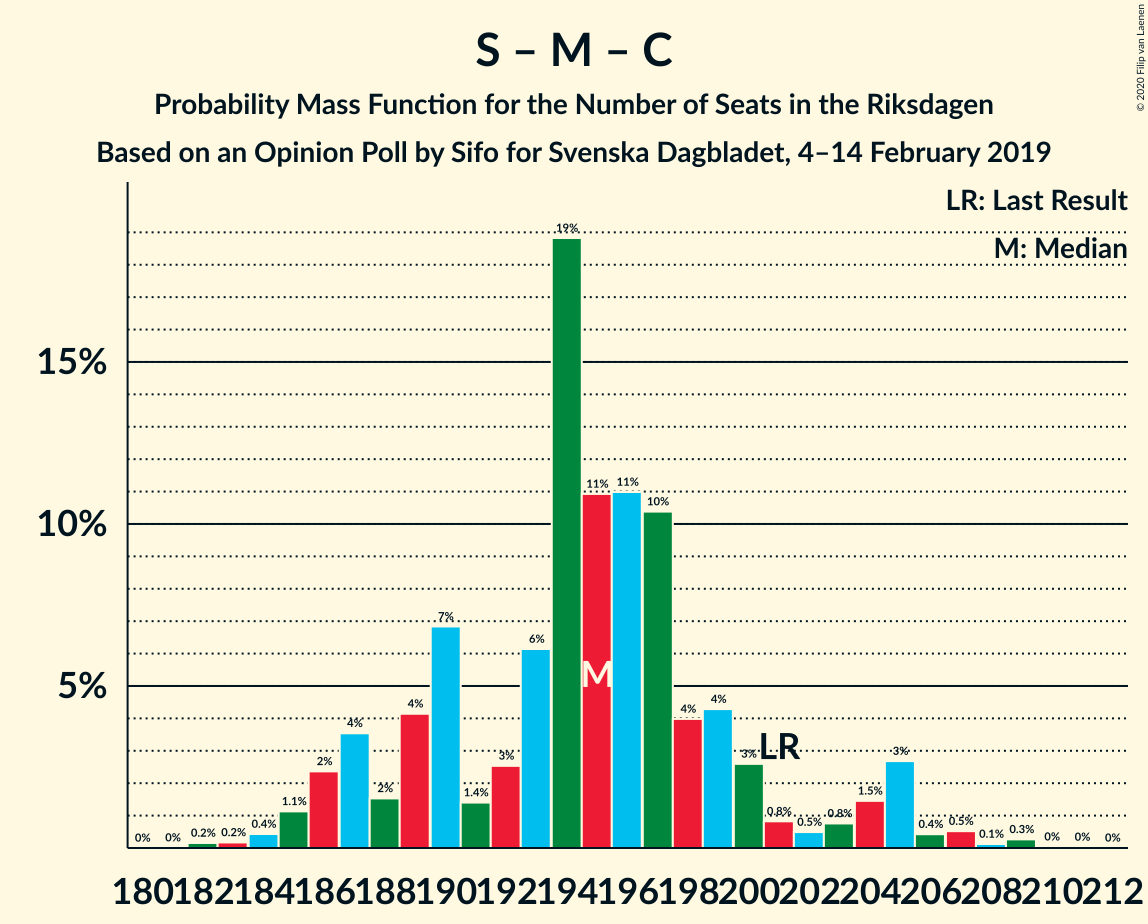 S – M – C
Probability Mass Function for the Number of Seats in the Riksdagen
Based on an Opinion Poll by Sifo for Svenska Dagbladet, 4–14 February 2019
© 2020 Filip van Laenen
LR: Last Result
M: Median
15%
10%
5%
0% 0% 0.2% 0.2% 0.4% 1.1% 2% 4% 2% 4% 7% 1.4% 3% 6% 19% 11% 11% 10% 4% 4% 3% 0.8% 0.5% 0.8% 1.5% 3% 0.4% 0.5% 0.1% 0.3% 0% 0% 0%
M
LR
180 182 184 186 188 190 192 194 196 198 200 202 204 206 208 210 212